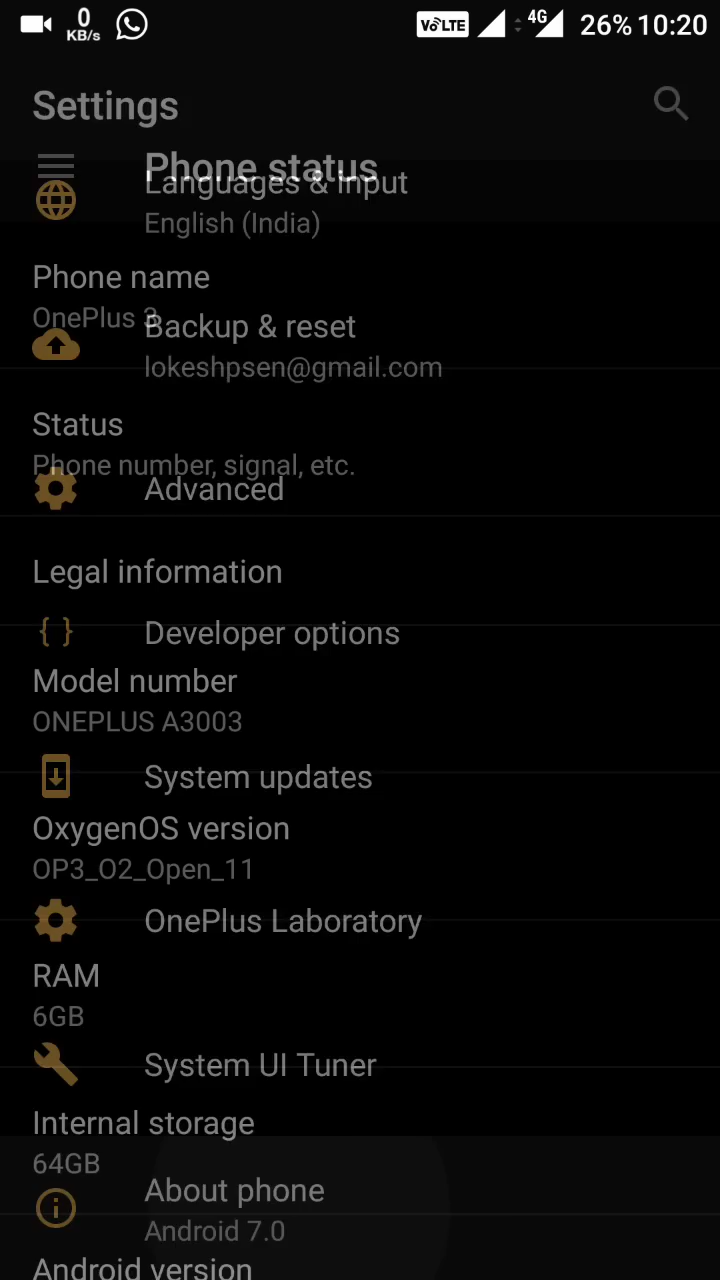 0
KB/s
VoLTE
4G
26% 10:20
Settings
Phone status
Languages & input
English (India)
Phone name
OnePlus 3
Backup & reset
lokeshpsen@gmail.com
Status
Phone number, signal, etc.
Advanced
Legal information
{ }
Developer options
Model number
ONEPLUS A3003
System updates
OxygenOS version
OP3_O2_Open_11
OnePlus Laboratory
RAM
6GB
System UI Tuner
Internal storage
64GB
About phone
Android 7.0
Android version